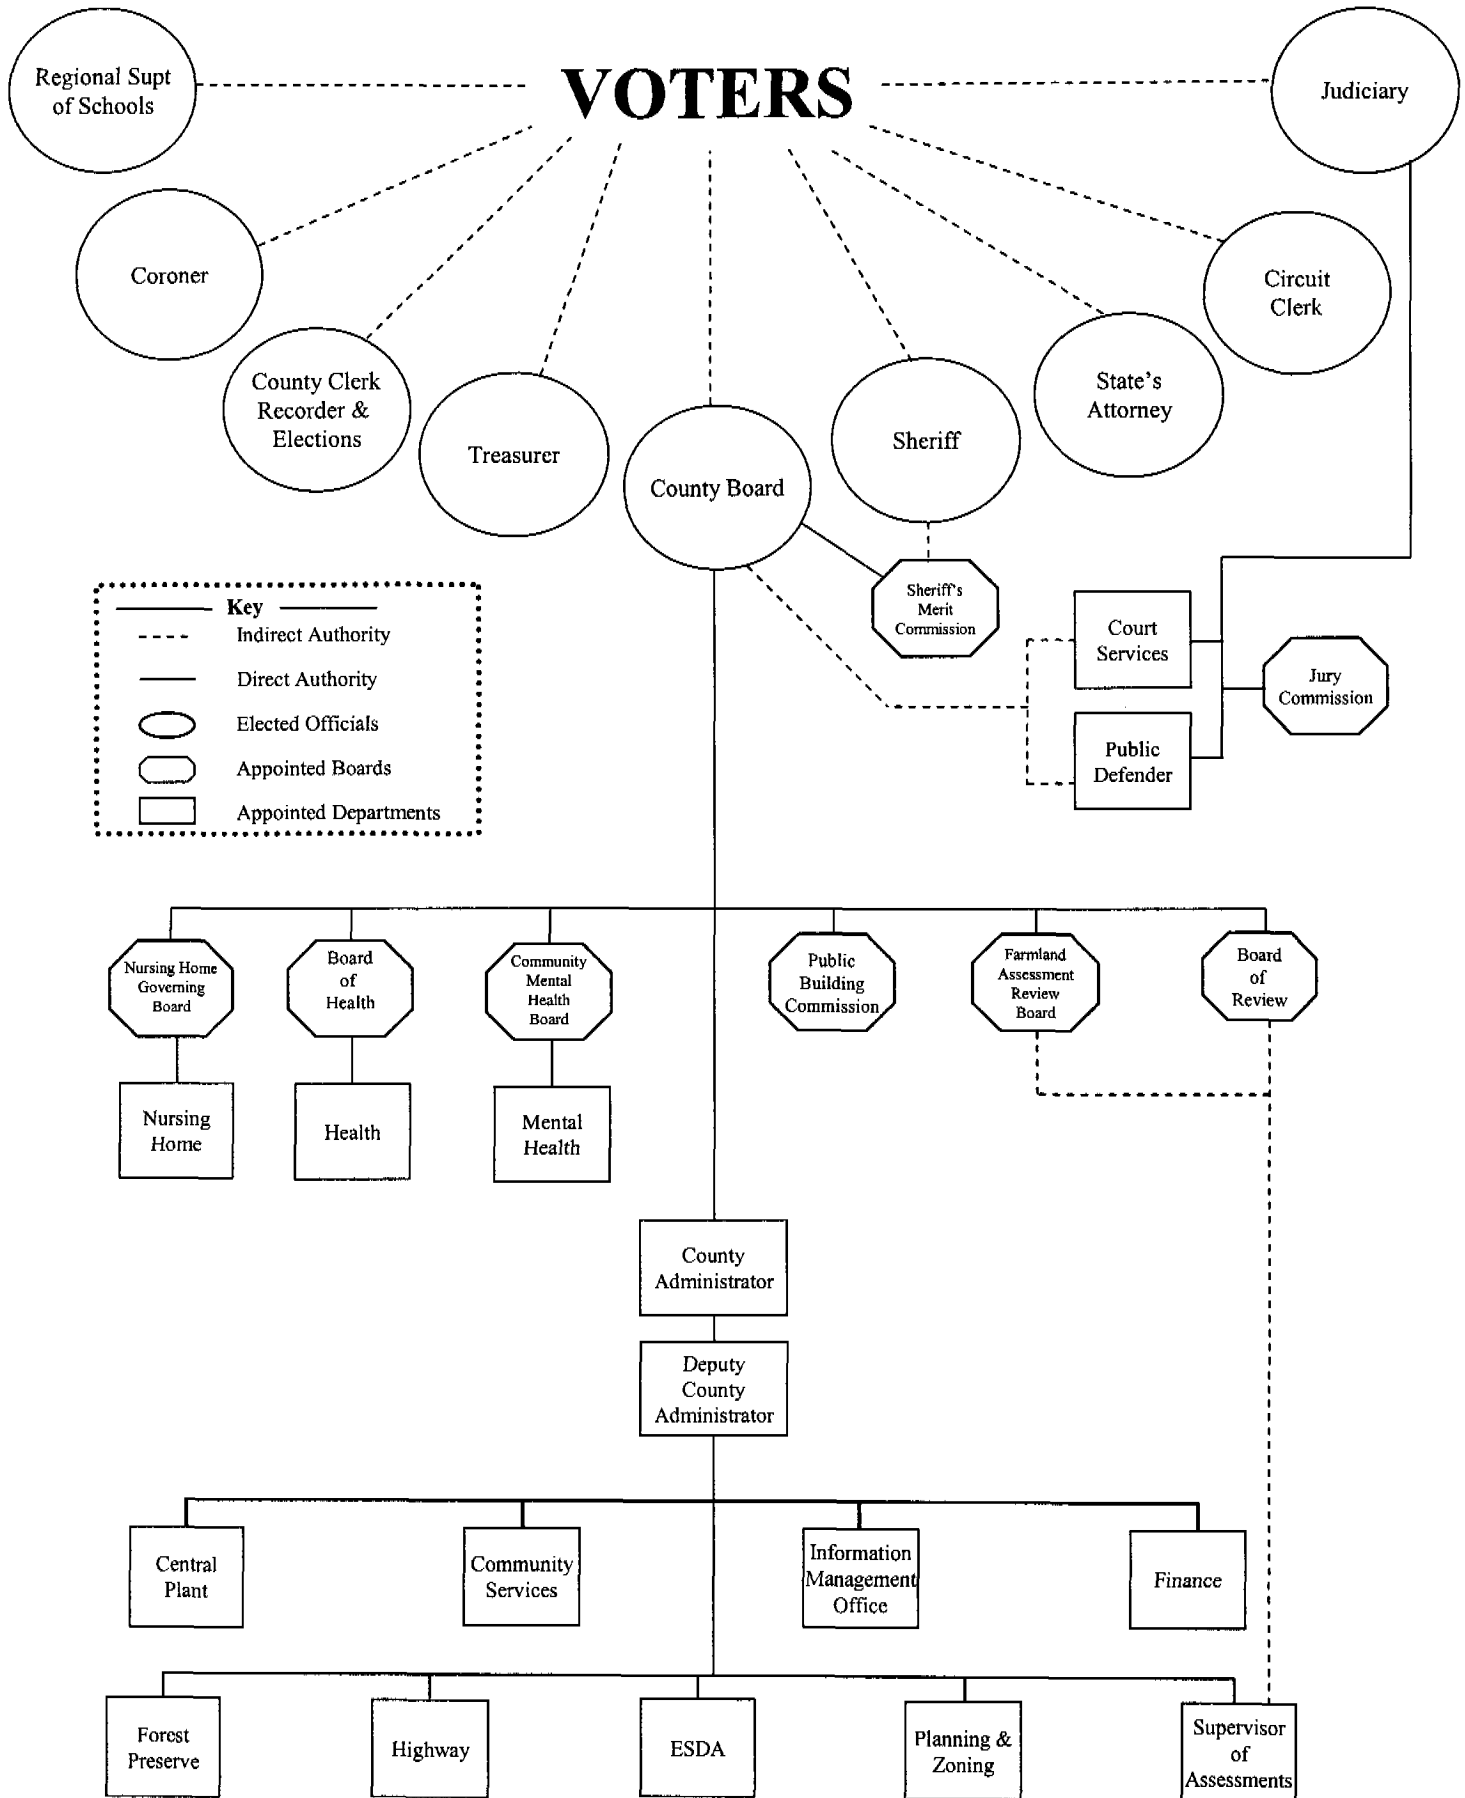 VOTERS
Regional Supt
of Schools
Judiciary
Coroner
Circuit
Clerk
County Clerk
Recorder &
Elections
Treasurer
County Board
Sheriff
State's
Attorney
Sheriff's
Merit
Commission
Court
Services
Jury
Commission
Public
Defender
Key
Indirect Authority
Direct Authority
Elected Officials
Appointed Boards
Appointed Departments
Nursing Home
Governing
Board
Board
of
Health
Community
Mental
Health
Board
Public
Building
Commission
Farmland
Assessment
Review
Board
Board
of
Review
Nursing
Home
Health
Mental
Health
County
Administrator
Deputy
County
Administrator
Central
Plant
Community
Services
Information
Management
Office
Finance
Forest
Preserve
Highway
ESDA
Planning &
Zoning
Supervisor
of
Assessments